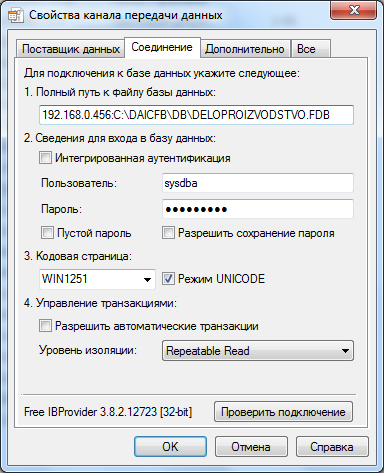 Свойства канала передачи данных
Поставщик данных Соединение Дополнительно Все
Для подключения к базе данных укажите следующее:
1. Полный путь к файлу базы данных:
192.168.0.456:C:\DAICFB\DB\DELOPROIZVODSTVO.FDB
2. Сведения для входа в базу данных:
Интегрированная аутентификация
Пользователь: sysdba
Пароль: ●●●●●●●●●
Пустой пароль Разрешить сохранение пароля
3. Кодовая страница:
WIN1251 Режим UNICODE
4. Управление транзакциями:
Разрешить автоматические транзакции
Уровень изоляции: Repeatable Read
Free IBProvider 3.8.2.12723 [32-bit] Проверить подключение
OK Отмена Справка